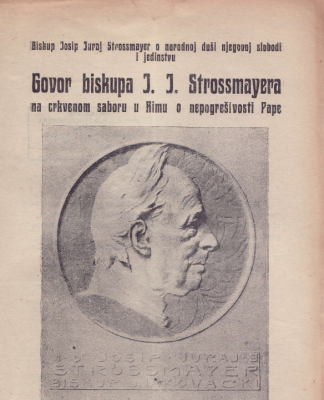 Biskup Josip Juraj Strossmayer o narodnoj duši njegovoj slobodi
i jedinstvu
Govor biskupa J. J. Strossmayera
na crkvenom saboru u Rimu o nepogrešivosti Pape
JOSIP JURAJ
STROSSMAYER
BISKUP